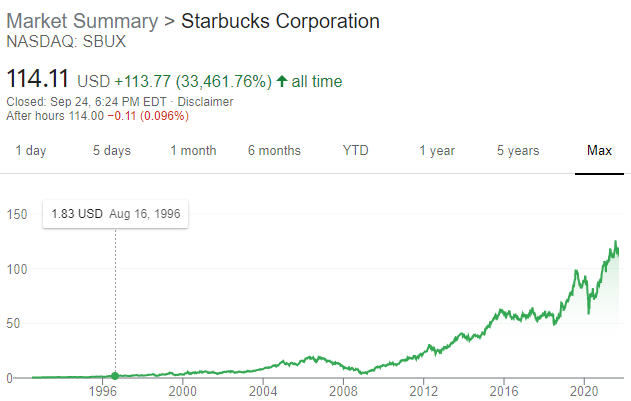 Market Summary > Starbucks Corporation
NASDAQ: SBUX
114.11 USD +113.77 (33,461.76%) ↑ all time
Closed: Sep 24, 6:24 PM EDT · Disclaimer
After hours 114.00 −0.11 (0.096%)
1 day 5 days 1 month 6 months YTD 1 year 5 years Max
150
1.83 USD Aug 16, 1996
100
50
0
1996 2000 2004 2008 2012 2016 2020